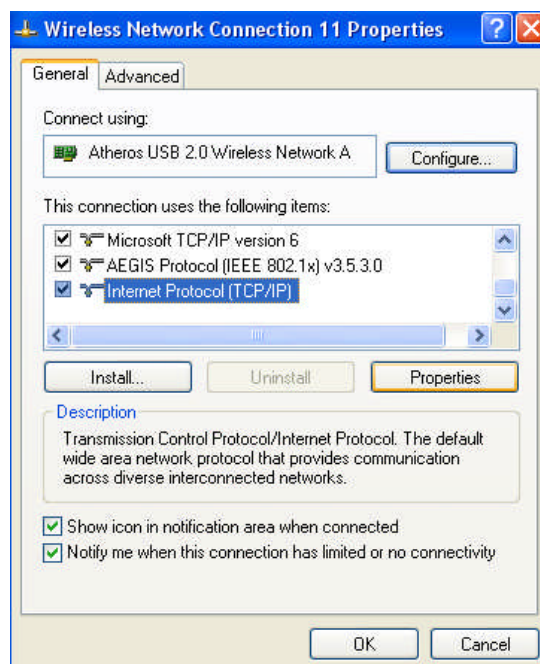 Wireless Network Connection 11 Properties
General
Advanced
Connect using:
Atheros USB 2.0 Wireless Network A
Configure...
This connection uses the following items:
Microsoft TCP/IP version 6
AEGIS Protocol (IEEE 802.1x) v3.5.3.0
Internet Protocol (TCP/IP)
Install...
Uninstall
Properties
Description
Transmission Control Protocol/Internet Protocol. The default
wide area network protocol that provides communication
across diverse interconnected networks.
Show icon in notification area when connected
Notify me when this connection has limited or no connectivity
OK
Cancel